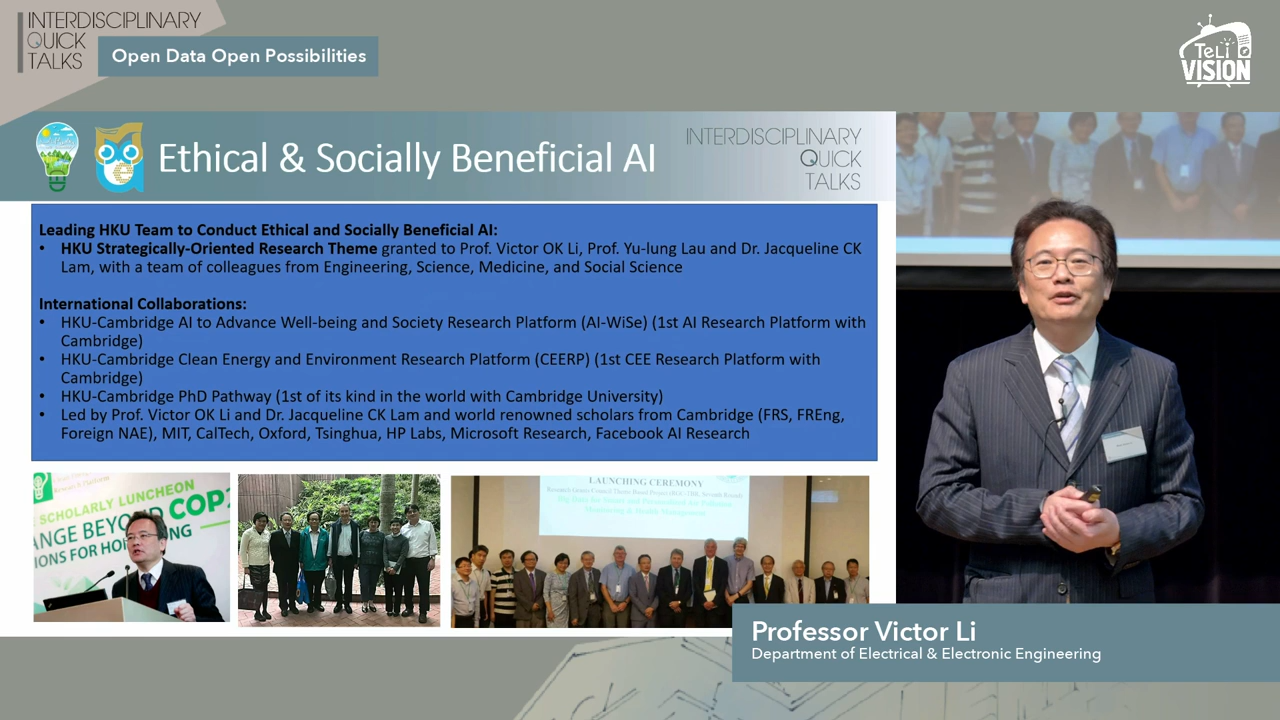 INTERDISCIPLINARY
QUICK
TALKS
Open Data Open Possibilities
TeLi
VISION
Ethical & Socially Beneficial AI
INTERDISCIPLINARY
QUICK
TALKS
Leading HKU Team to Conduct Ethical and Socially Beneficial AI:
• HKU Strategically-Oriented Research Theme granted to Prof. Victor OK Li, Prof. Yu-lung Lau and Dr. Jacqueline CK
Lam, with a team of colleagues from Engineering, Science, Medicine, and Social Science
International Collaborations:
• HKU-Cambridge AI to Advance Well-being and Society Research Platform (AI-WiSe) (1st AI Research Platform with
Cambridge)
• HKU-Cambridge Clean Energy and Environment Research Platform (CEERP) (1st CEE Research Platform with
Cambridge)
• HKU-Cambridge PhD Pathway (1st of its kind in the world with Cambridge University)
• Led by Prof. Victor OK Li and Dr. Jacqueline CK Lam and world renowned scholars from Cambridge (FRS, FREng,
Foreign NAE), MIT, CalTech, Oxford, Tsinghua, HP Labs, Microsoft Research, Facebook AI Research
SCHOLARLY LUNCHEON
BEYOND COP
FOR
LAUNCHING CEREMONY
Professor Victor Li
Department of Electrical & Electronic Engineering